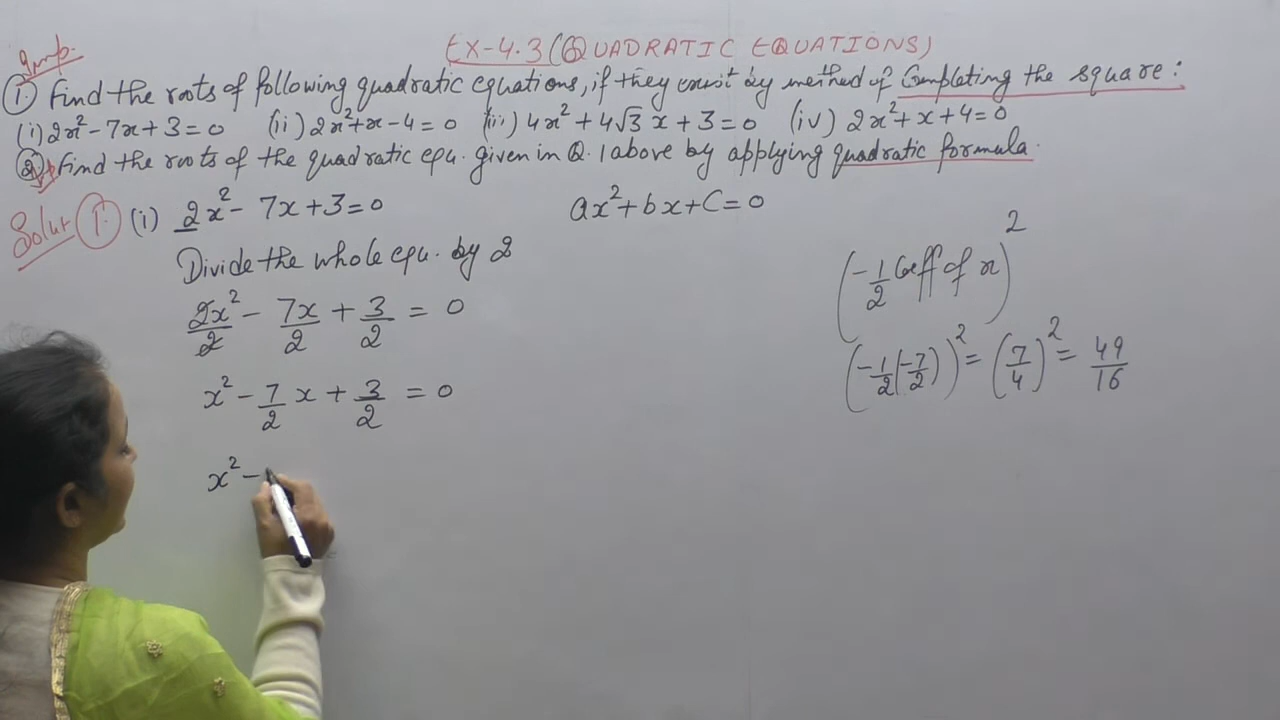 Imp.
EX-4.3 (QUADRATIC EQUATIONS)
① Find the roots of following quadratic equations, if they exist by method of Completing the square:
(i) 2x² - 7x + 3 = 0 (ii) 2x² + x - 4 = 0 (iii) 4x² + 4√3 x + 3 = 0 (iv) 2x² + x + 4 = 0
② Find the roots of the quadratic equ. given in Q. 1 above by applying quadratic formula.
Solut 1. (i) 2x² - 7x + 3 = 0 ax² + bx + C = 0
Divide the whole equ. by 2
2x²/2 - 7x/2 + 3/2 = 0
x² - 7/2 x + 3/2 = 0
x² -
(-1/2 Coeff of x)²
(-1/2(-7/2))² = (7/4)² = 49/16